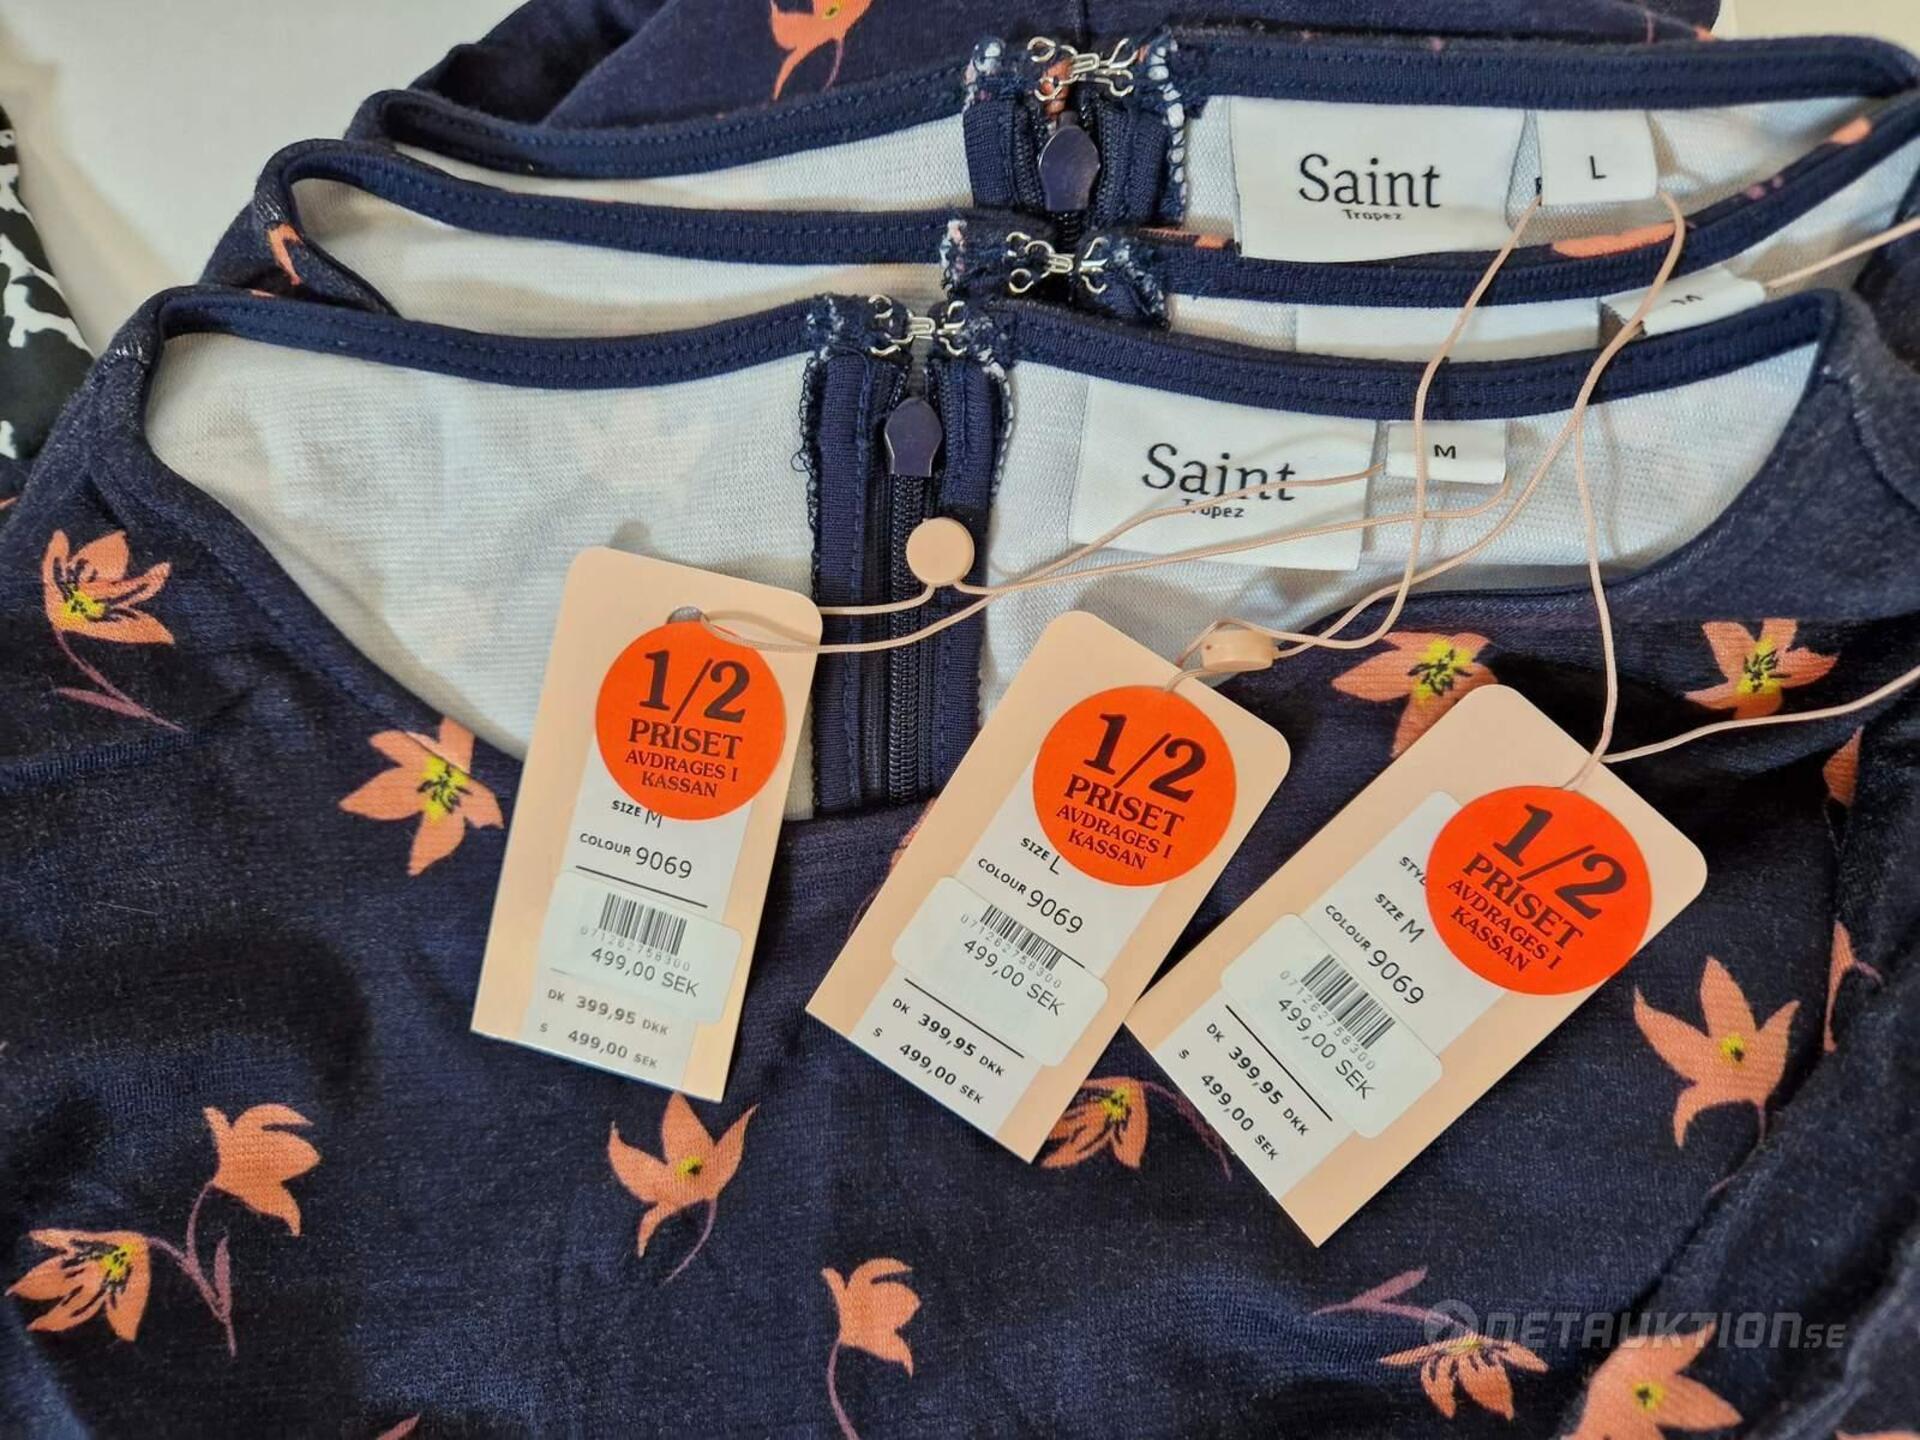 Saint
Tropez
L
M
Saint
Tropez
M
1/2
PRISET
AVDRAGES I
KASSAN
SIZE M
COLOUR 9069
071262758300
499,00 SEK
DK 399,95 DKK
S 499,00 SEK
1/2
PRISET
AVDRAGES I
KASSAN
SIZE L
COLOUR 9069
071262758300
499,00 SEK
DK 399,95 DKK
S 499,00 SEK
1/2
PRISET
AVDRAGES I
KASSAN
SIZE M
COLOUR 9069
071262758300
499,00 SEK
DK 399,95 DKK
S 499,00 SEK
NETAUKTION.SE